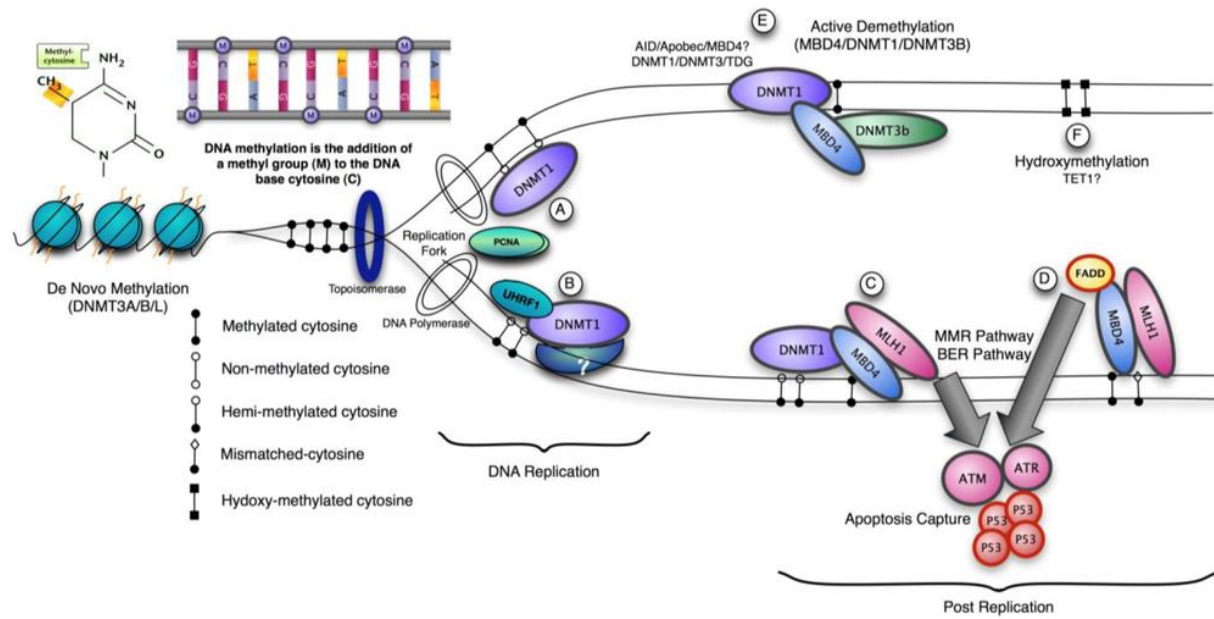 Methyl-
cytosine
NH2
CH3
N
N
O
M
M
M
M
M
M
G
C
T
C
G
T
C
G
A
C
G
A
G
C
A
G
C
T
DNA methylation is the addition of
a methyl group (M) to the DNA
base cytosine (C)
De Novo Methylation
(DNMT3A/B/L)
Topoisomerase
Replication
Fork
DNA Polymerase
DNMT1
A
PCNA
UHRF1
B
DNMT1
?
DNA Replication
Methylated cytosine
Non-methylated cytosine
Hemi-methylated cytosine
Mismatched-cytosine
Hydoxy-methylated cytosine
E
Active Demethylation
(MBD4/DNMT1/DNMT3B)
AID/Apobec/MBD4?
DNMT1/DNMT3/TDG
DNMT1
MBD4
DNMT3b
F
Hydroxymethylation
TET1?
C
DNMT1
MBD4
MLH1
MMR Pathway
BER Pathway
D
FADD
MBD4
MLH1
ATM
ATR
Apoptosis Capture
P53
P53
P53
P53
Post Replication